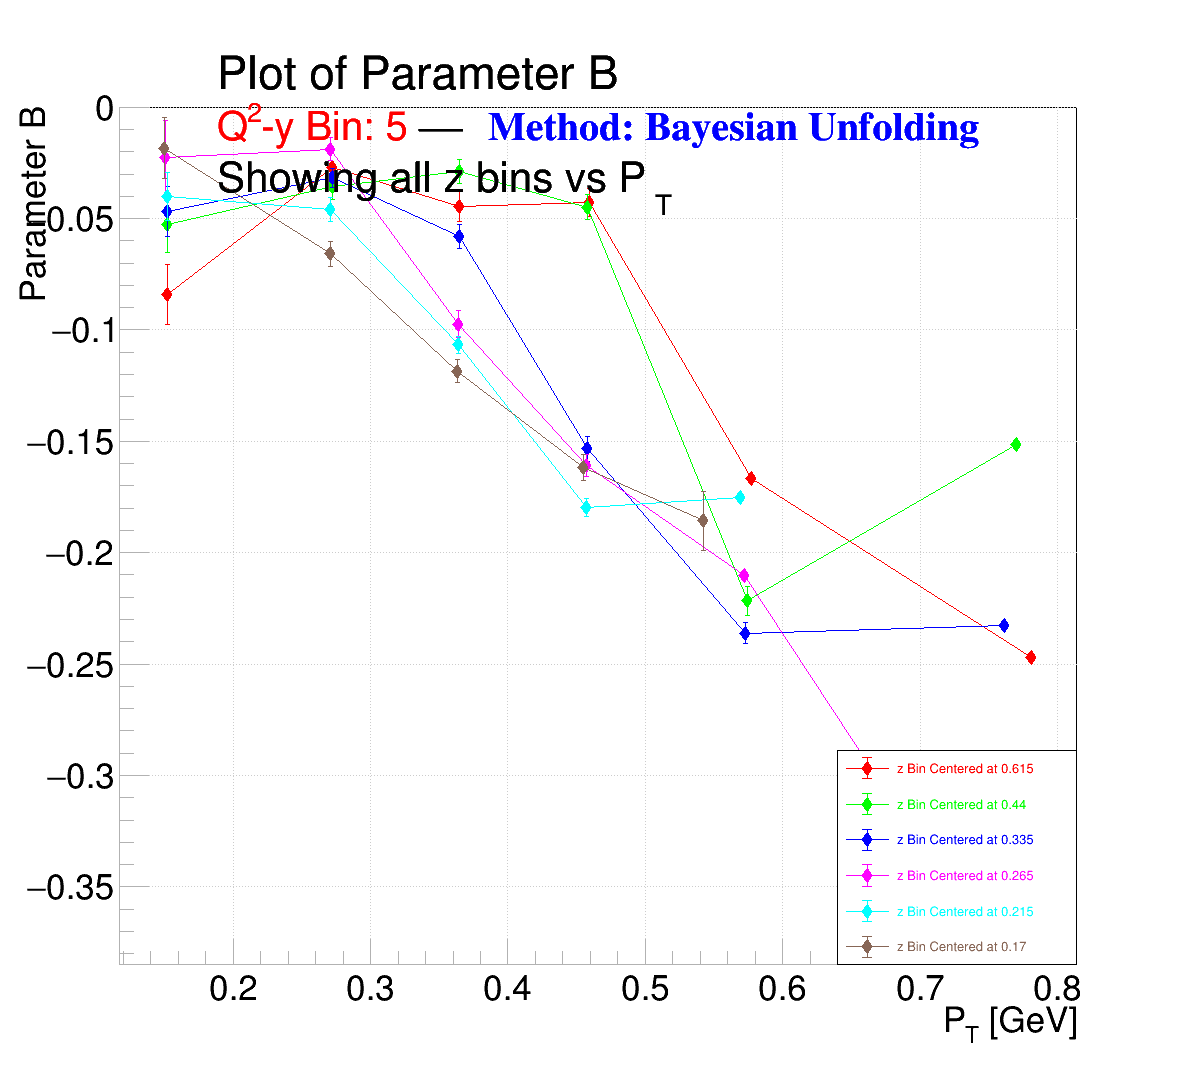 Plot of Parameter B
Q2-y Bin: 5 — Method: Bayesian Unfolding
Showing all z bins vs P T
Parameter B
0
−0.05
−0.1
−0.15
−0.2
−0.25
−0.3
−0.35
z Bin Centered at 0.615
z Bin Centered at 0.44
z Bin Centered at 0.335
z Bin Centered at 0.265
z Bin Centered at 0.215
z Bin Centered at 0.17
0.2 0.3 0.4 0.5 0.6 0.7 0.8
PT [GeV]